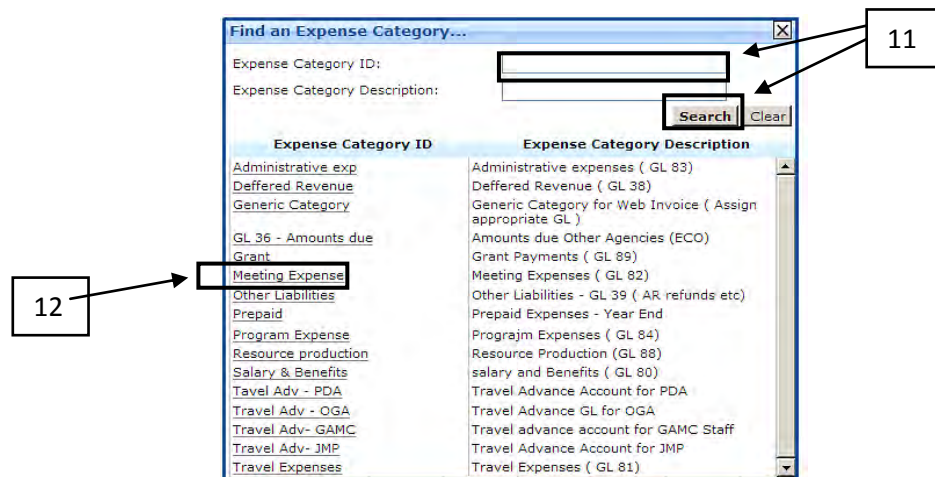 Find an Expense Category...
11
Expense Category ID:
Expense Category Description:
Search Clear
Expense Category ID Expense Category Description
Administrative exp Administrative expenses ( GL 83)
Deffered Revenue Deffered Revenue ( GL 38)
Generic Category Generic Category for Web Invoice ( Assign
appropriate GL )
GL 36 - Amounts due Amounts due Other Agencies (ECO)
Grant Grant Payments ( GL 89)
12
Meeting Expense Meeting Expenses ( GL 82)
Other Liabilities Other Liabilities - GL 39 ( AR refunds etc)
Prepaid Prepaid Expenses - Year End
Program Expense Prograjm Expenses ( GL 84)
Resource production Resource Production (GL 88)
Salary & Benefits salary and Benefits ( GL 80)
Tavel Adv - PDA Travel Advance Account for PDA
Travel Adv - OGA Travel Advance GL for OGA
Travel Adv- GAMC Travel advance account for GAMC Staff
Travel Adv- JMP Travel Advance Account for JMP
Travel Expenses Travel Expenses ( GL 81)